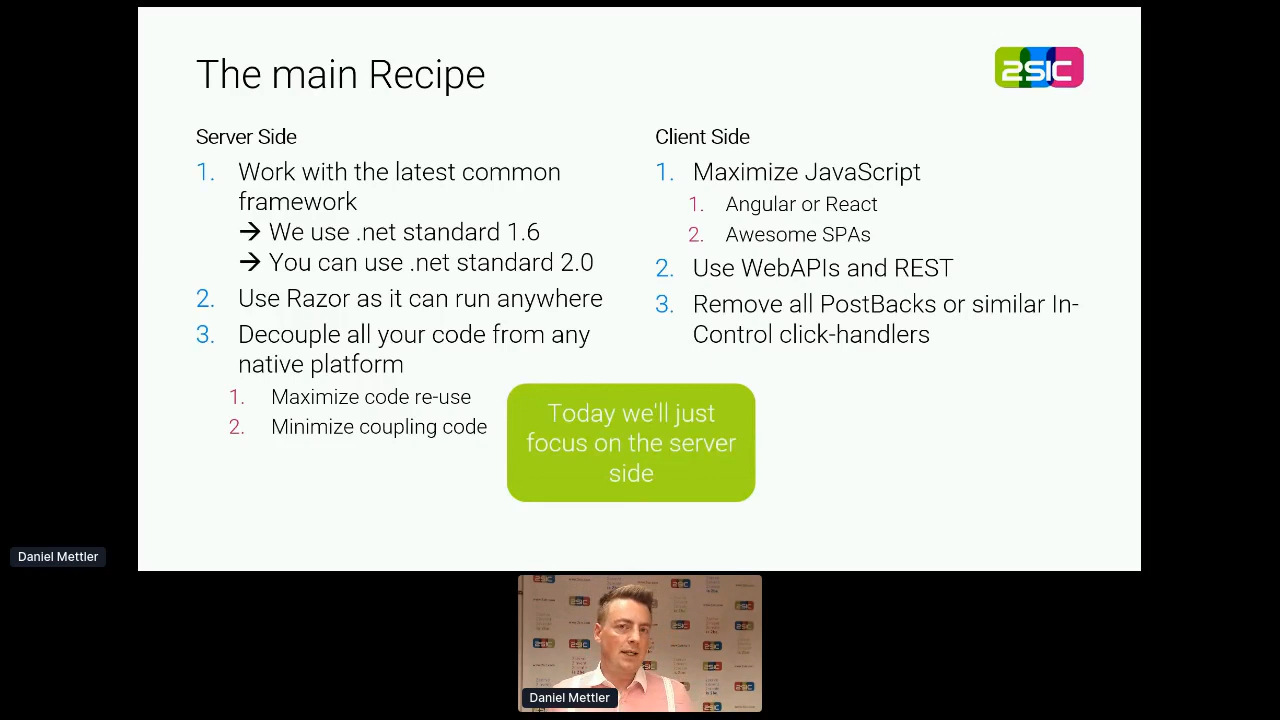 The main Recipe
2SIC
Server Side
1. Work with the latest common
framework
→ We use .net standard 1.6
→ You can use .net standard 2.0
2. Use Razor as it can run anywhere
3. Decouple all your code from any
native platform
1. Maximize code re-use
2. Minimize coupling code
Client Side
1. Maximize JavaScript
1. Angular or React
2. Awesome SPAs
2. Use WebAPIs and REST
3. Remove all PostBacks or similar In-
Control click-handlers
Today we'll just
focus on the server
side
Daniel Mettler
Daniel Mettler